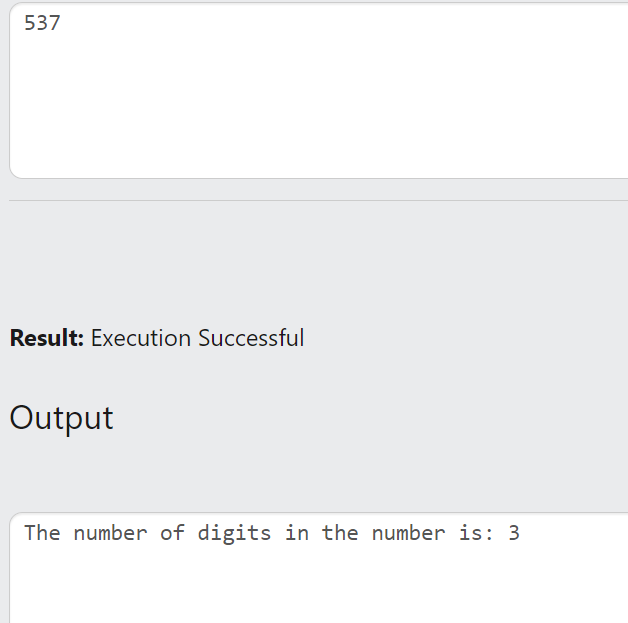 537
Result: Execution Successful
Output
The number of digits in the number is: 3